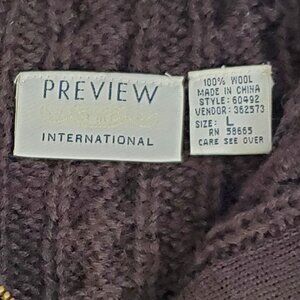 PREVIEW
INTERNATIONAL
100% WOOL
MADE IN CHINA
STYLE: 60492
VENDOR: 362573
SIZE: L
RN 58665
CARE SEE OVER